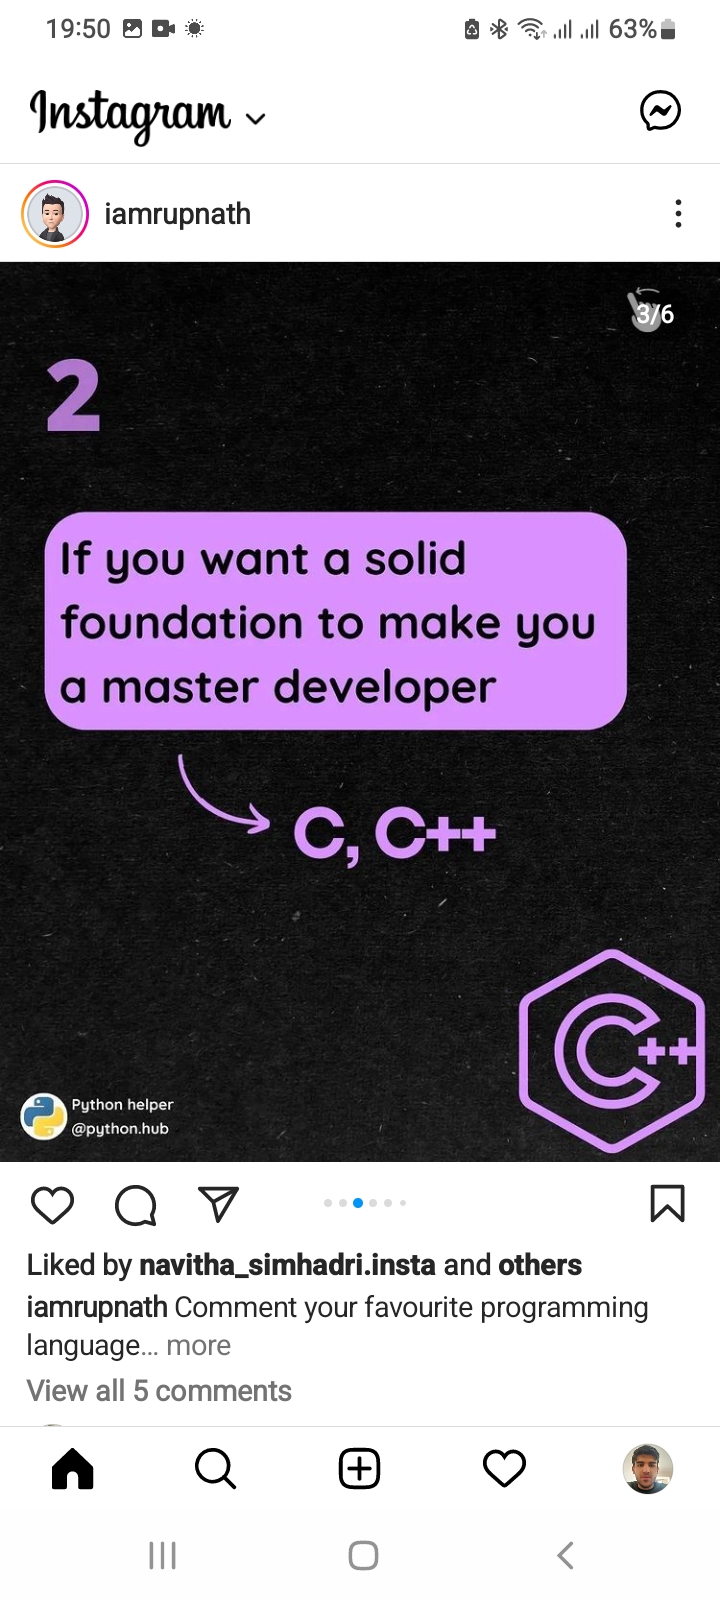 19:50 63%
Instagram
iamrupnath
3/6
2
If you want a solid
foundation to make you
a master developer
C, C++
C++
Python helper
@python.hub
Liked by navitha_simhadri.insta and others
iamrupnath Comment your favourite programming
language... more
View all 5 comments